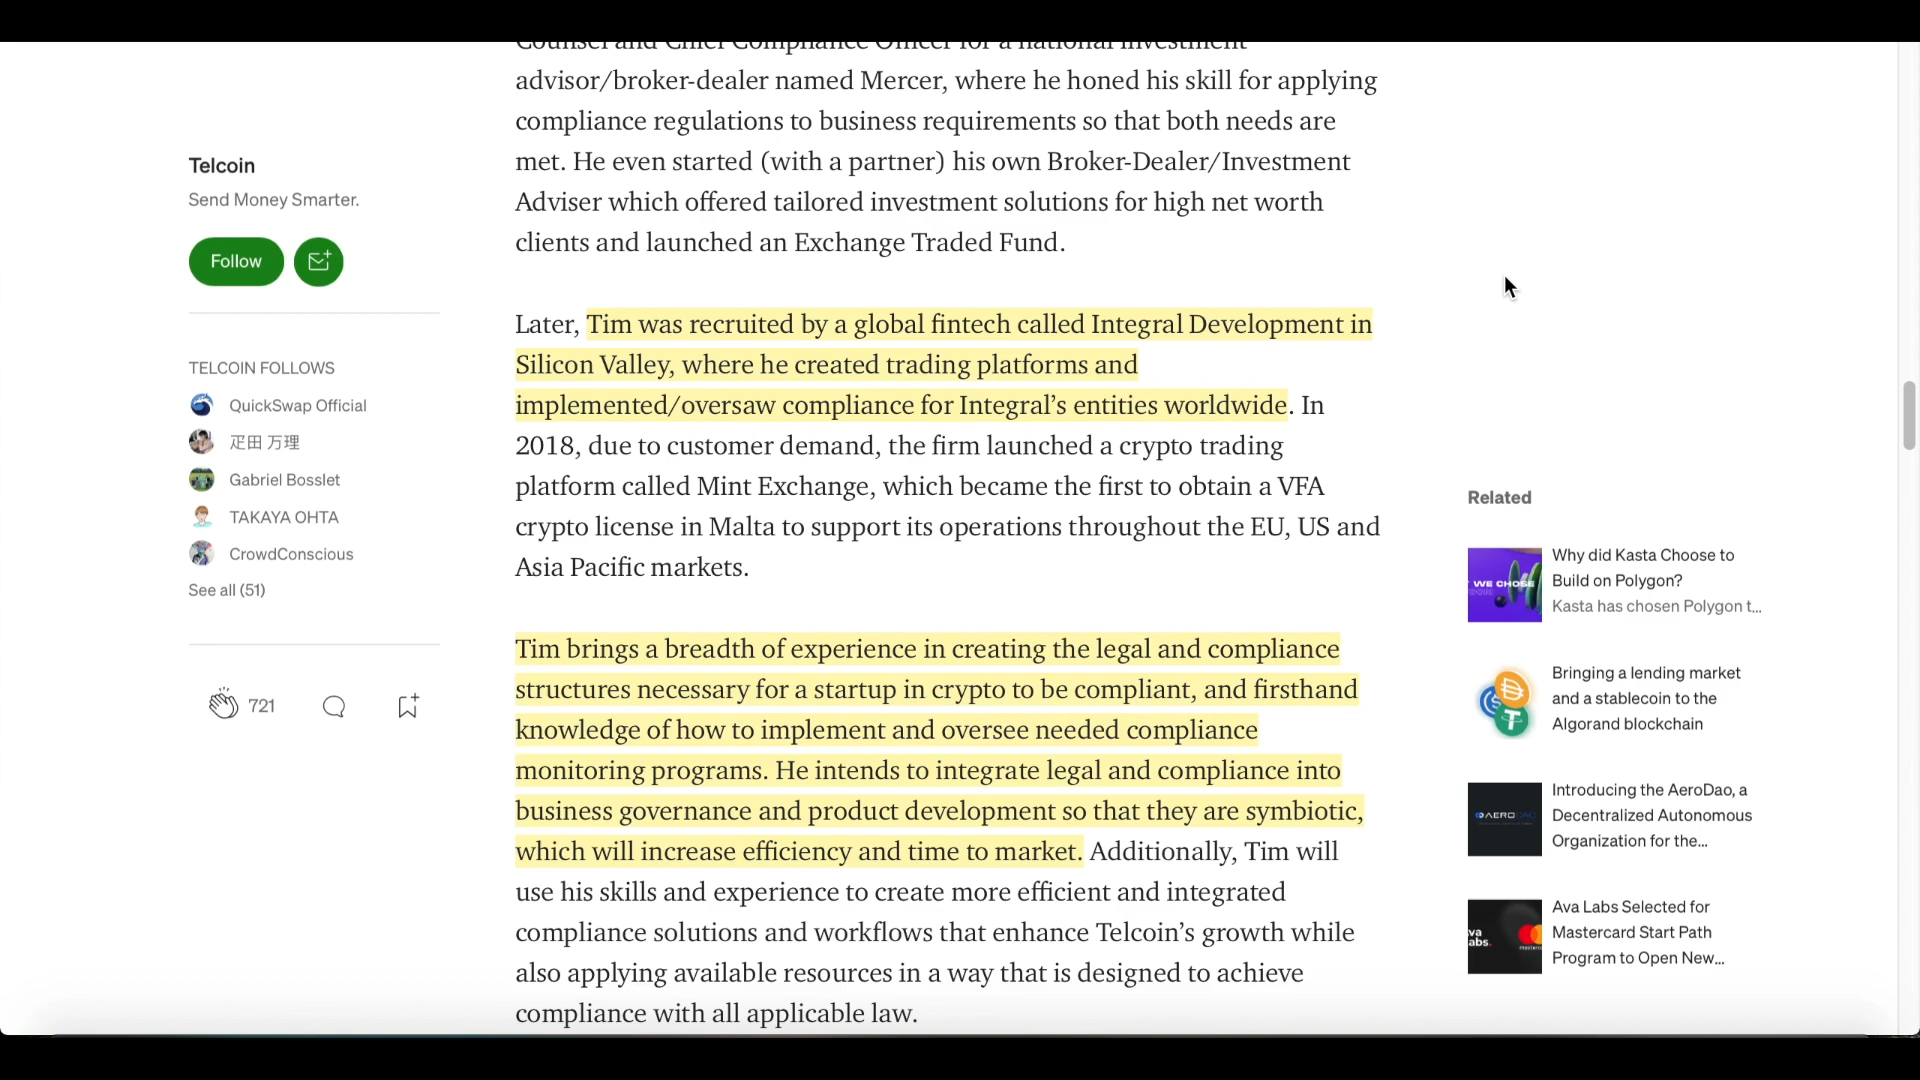 Counsel and Chief Compliance Officer for a national investment
advisor/broker-dealer named Mercer, where he honed his skill for applying
compliance regulations to business requirements so that both needs are
met. He even started (with a partner) his own Broker-Dealer/Investment
Adviser which offered tailored investment solutions for high net worth
clients and launched an Exchange Traded Fund.
Later, Tim was recruited by a global fintech called Integral Development in
Silicon Valley, where he created trading platforms and
implemented/oversaw compliance for Integral’s entities worldwide. In
2018, due to customer demand, the firm launched a crypto trading
platform called Mint Exchange, which became the first to obtain a VFA
crypto license in Malta to support its operations throughout the EU, US and
Asia Pacific markets.
Tim brings a breadth of experience in creating the legal and compliance
structures necessary for a startup in crypto to be compliant, and firsthand
knowledge of how to implement and oversee needed compliance
monitoring programs. He intends to integrate legal and compliance into
business governance and product development so that they are symbiotic,
which will increase efficiency and time to market. Additionally, Tim will
use his skills and experience to create more efficient and integrated
compliance solutions and workflows that enhance Telcoin’s growth while
also applying available resources in a way that is designed to achieve
compliance with all applicable law.
Telcoin
Send Money Smarter.
Follow
TELCOIN FOLLOWS
QuickSwap Official
疋田 万理
Gabriel Bosslet
TAKAYA OHTA
CrowdConscious
See all (51)
721
Related
WE CHOSE
Why did Kasta Choose to
Build on Polygon?
Kasta has chosen Polygon t...
Bringing a lending market
and a stablecoin to the
Algorand blockchain
AERO
Introducing the AeroDao, a
Decentralized Autonomous
Organization for the...
va
abs.
Ava Labs Selected for
Mastercard Start Path
Program to Open New...